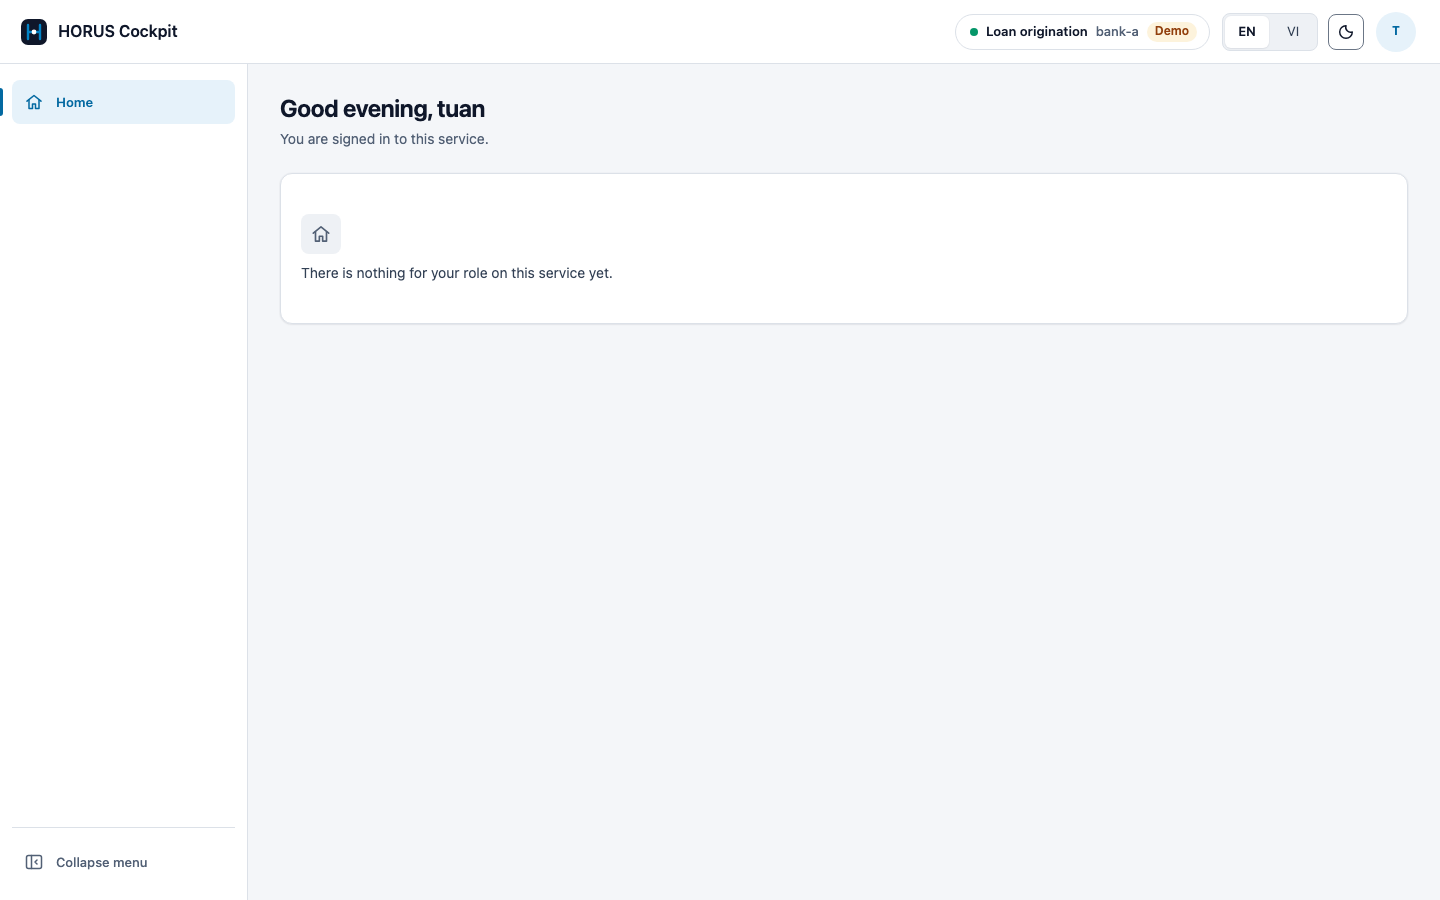 HORUS Cockpit
Loan origination bank-a Demo
EN VI
T
Home
Good evening, tuan
You are signed in to this service.
There is nothing for your role on this service yet.
Collapse menu